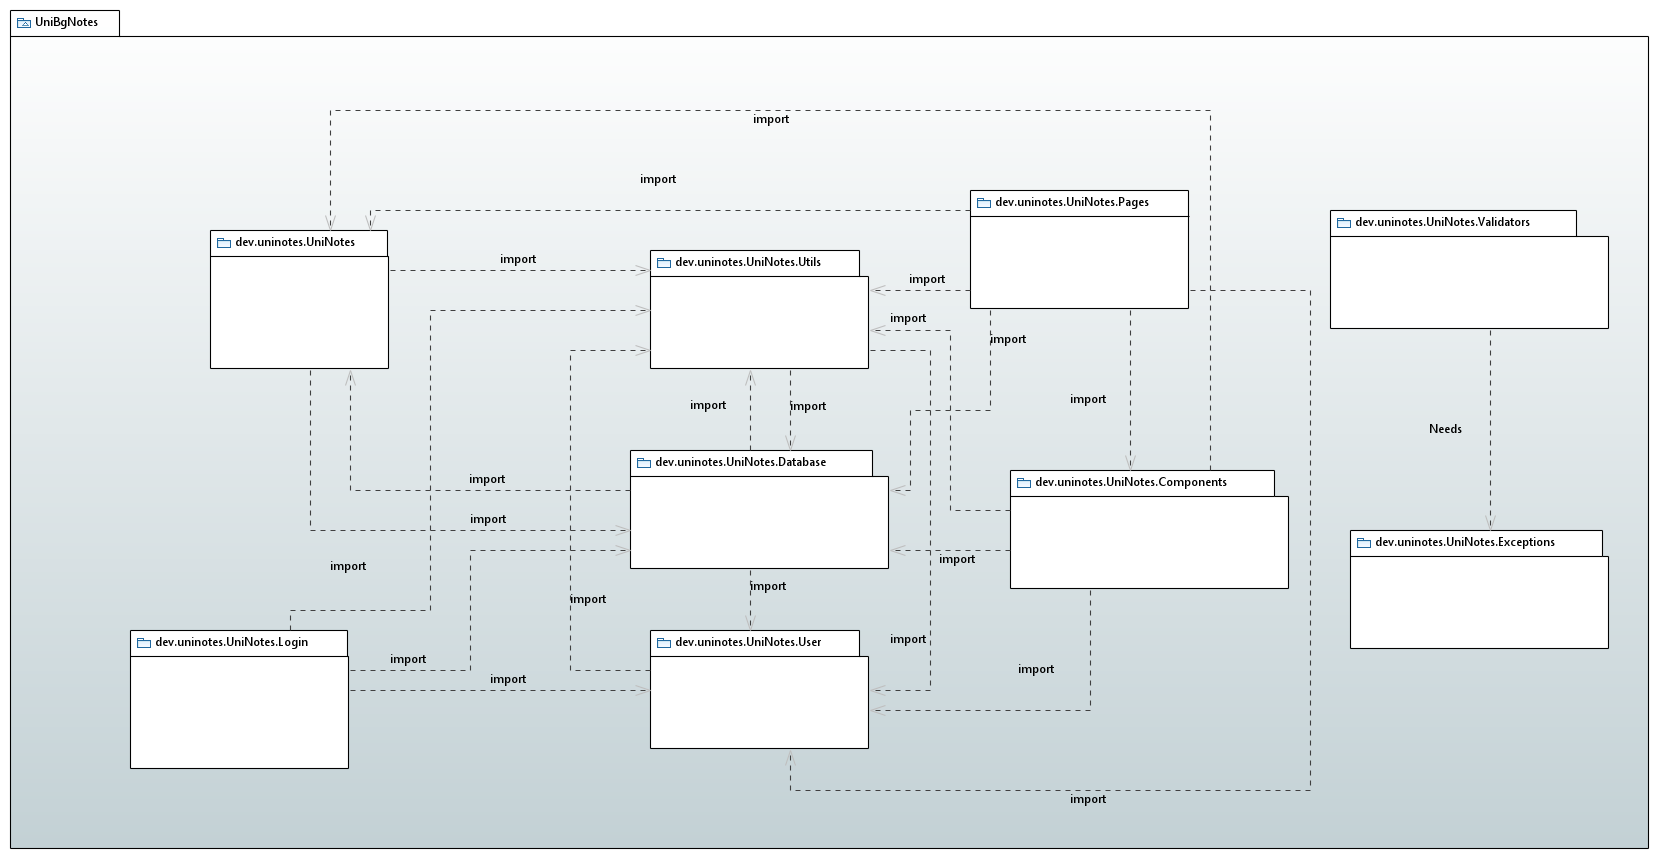 UniBgNotes
import
import
dev.uninotes.UniNotes.Pages
dev.uninotes.UniNotes.Validators
dev.uninotes.UniNotes
import
dev.uninotes.UniNotes.Utils
import
import
import
import
import
import
Needs
dev.uninotes.UniNotes.Database
import
dev.uninotes.UniNotes.Components
import
dev.uninotes.UniNotes.Exceptions
import
import
import
import
dev.uninotes.UniNotes.Login
dev.uninotes.UniNotes.User
import
import
import
import
import